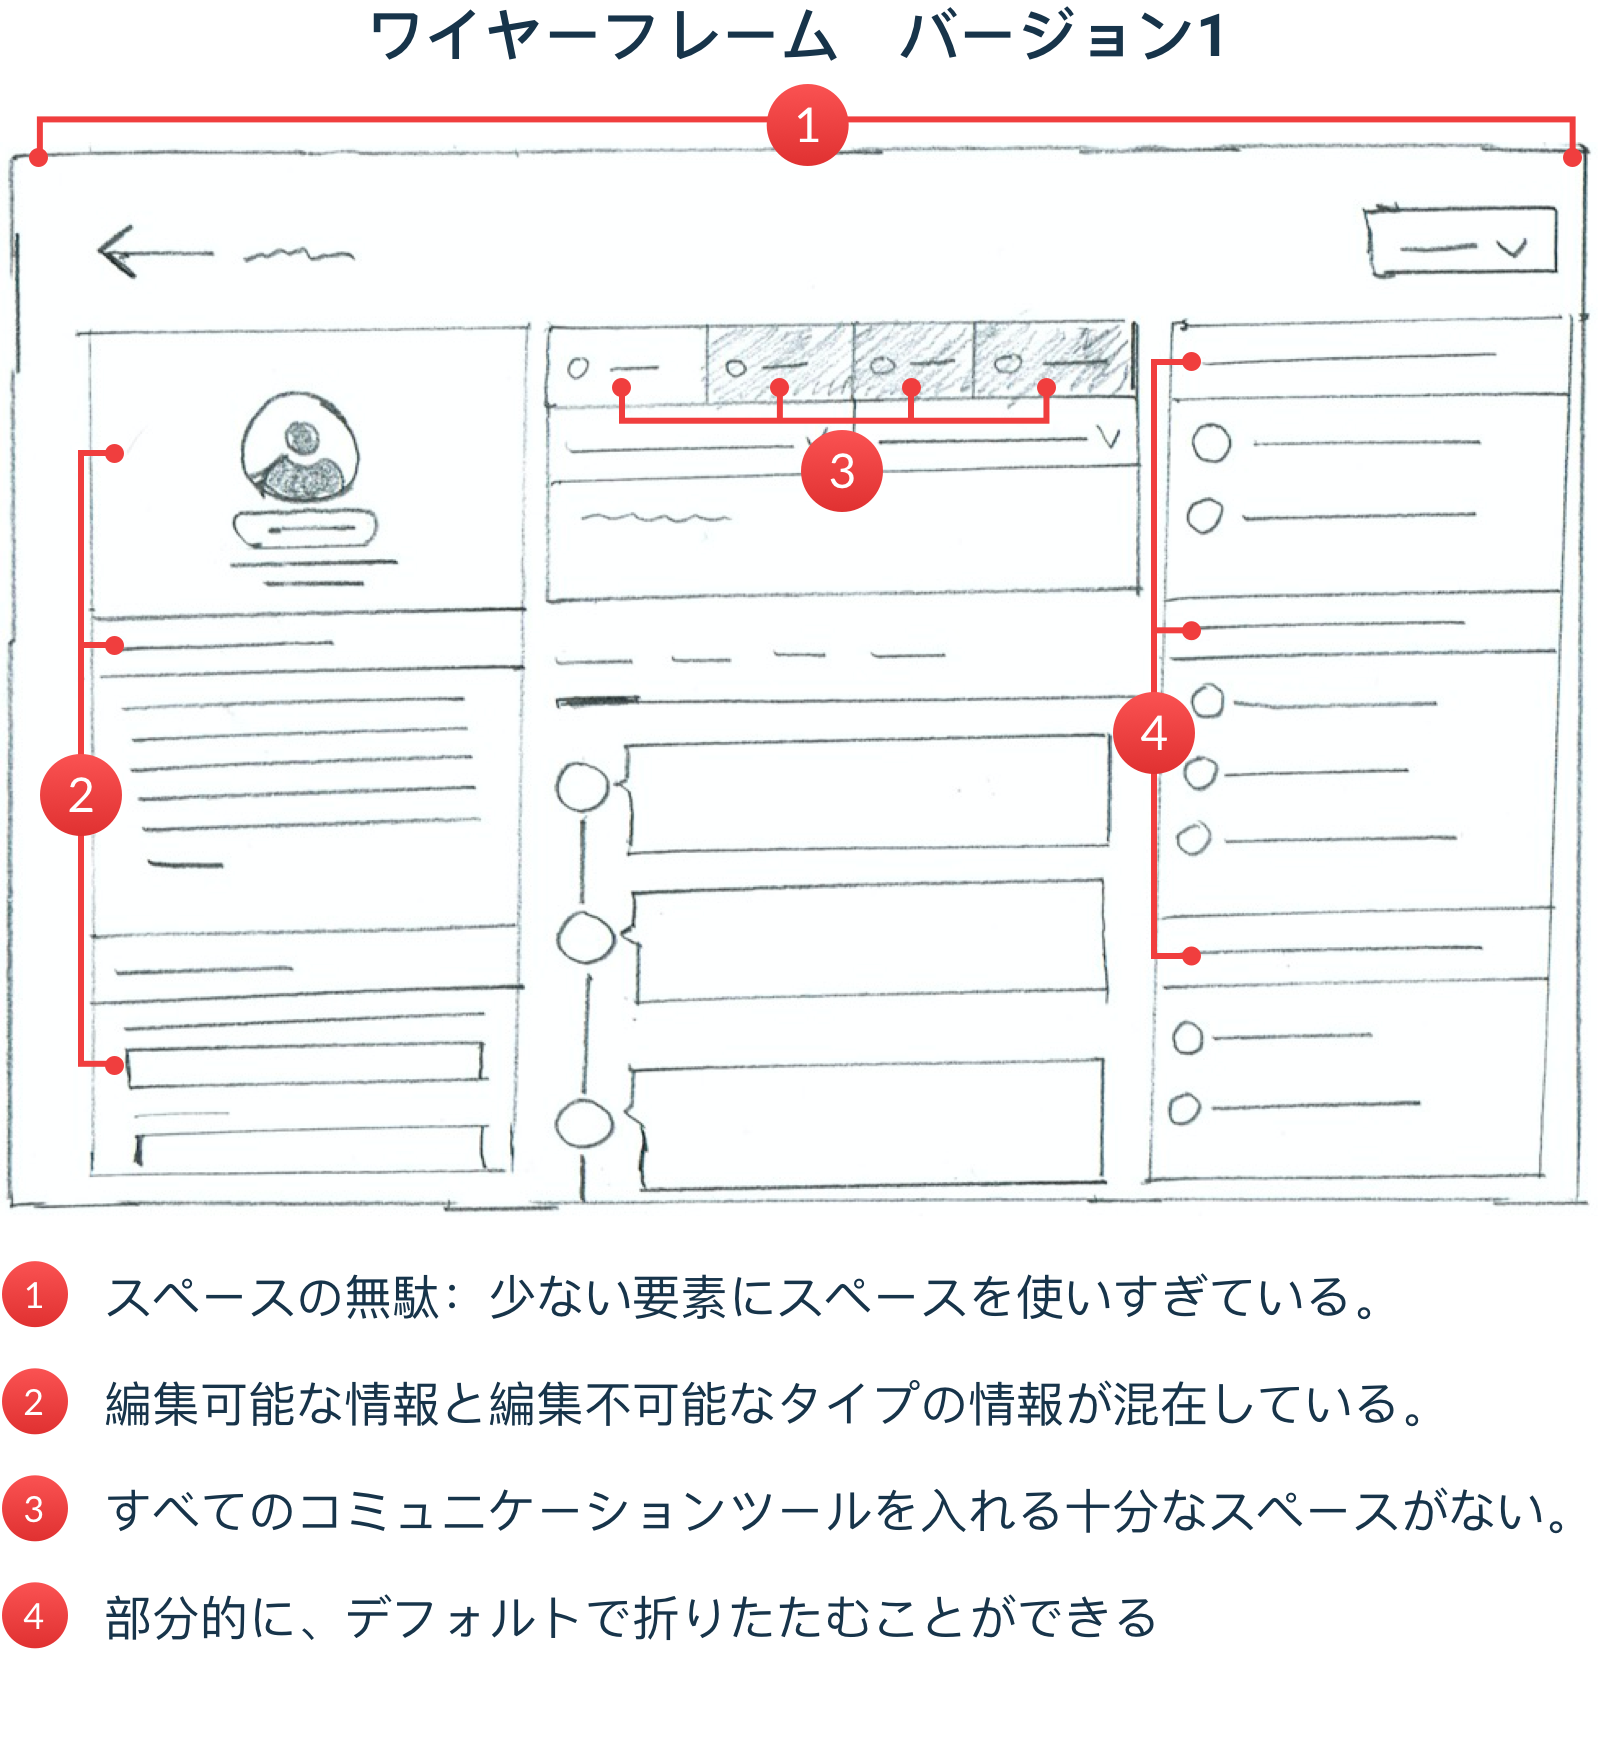 ワイヤーフレーム　バージョン1
1
3
4
2
1 スペースの無駄：少ない要素にスペースを使いすぎている。
2 編集可能な情報と編集不可能なタイプの情報が混在している。
3 すべてのコミュニケーションツールを入れる十分なスペースがない。
4 部分的に、デフォルトで折りたたむことができる